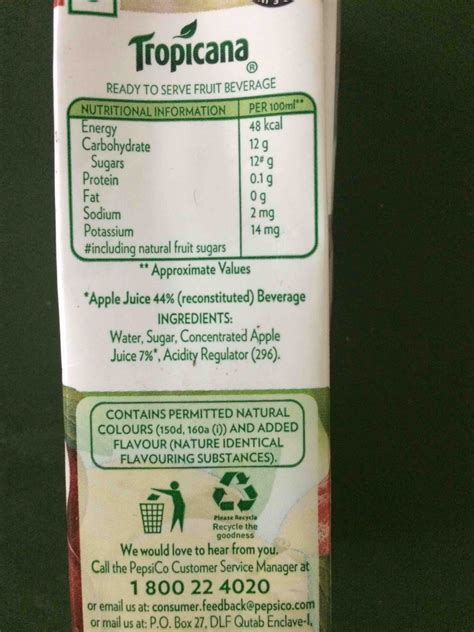 Tropicana ®
READY TO SERVE FRUIT BEVERAGE
NUTRITIONAL INFORMATION PER 100ml**
Energy 48 kcal
Carbohydrate 12 g
Sugars 12# g
Protein 0.1 g
Fat 0 g
Sodium 2 mg
Potassium 14 mg
#including natural fruit sugars
** Approximate Values
*Apple Juice 44% (reconstituted) Beverage
INGREDIENTS:
Water, Sugar, Concentrated Apple
Juice 7%*, Acidity Regulator (296).
CONTAINS PERMITTED NATURAL
COLOURS (150d, 160a (i)) AND ADDED
FLAVOUR (NATURE IDENTICAL
FLAVOURING SUBSTANCES).
Please Recycle
Recycle the
goodness
We would love to hear from you.
Call the PepsiCo Customer Service Manager at
1 800 22 4020
or email us at: consumer.feedback@pepsico.com
or mail us at: P.O. Box 27, DLF Qutab Enclave-I,